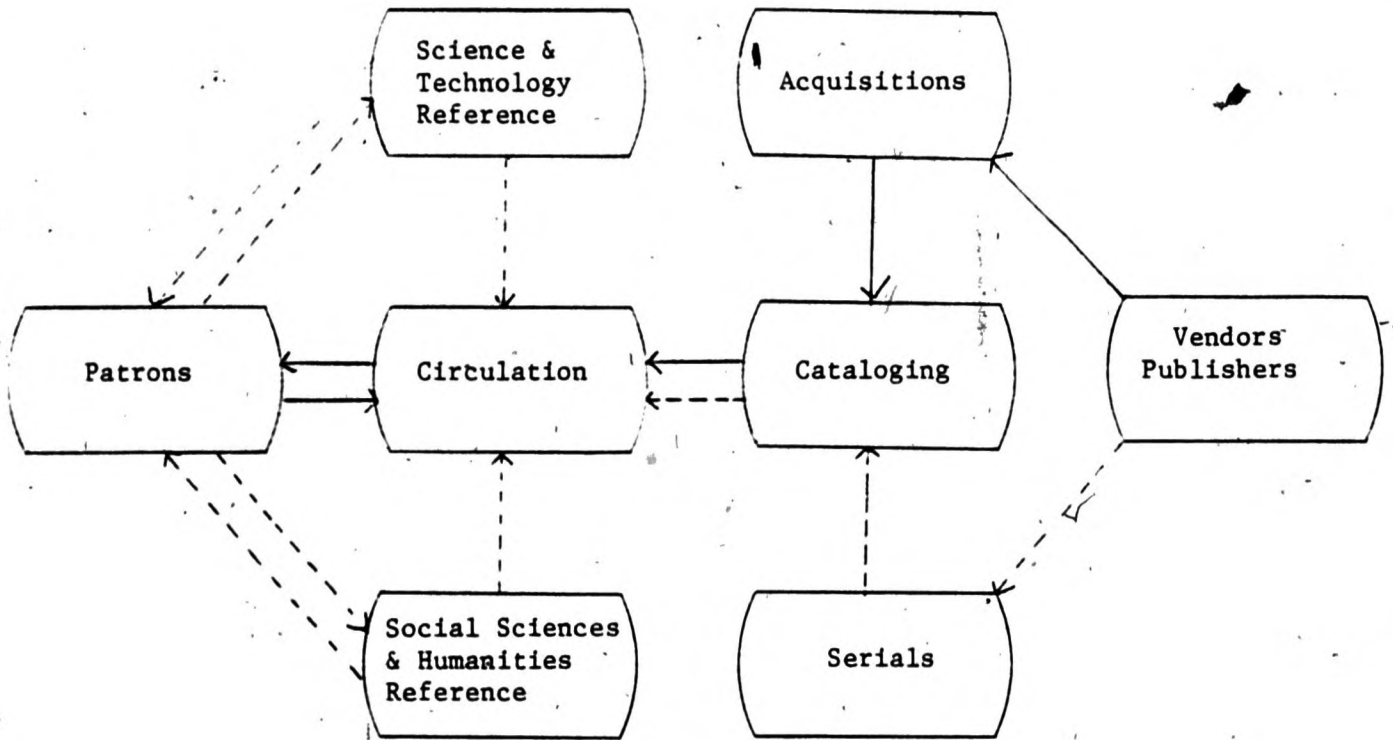 Science &
Technology
Reference
Acquisitions
Patrons
Circulation
Cataloging
Vendors
Publishers
Social Sciences
& Humanities
Reference
Serials